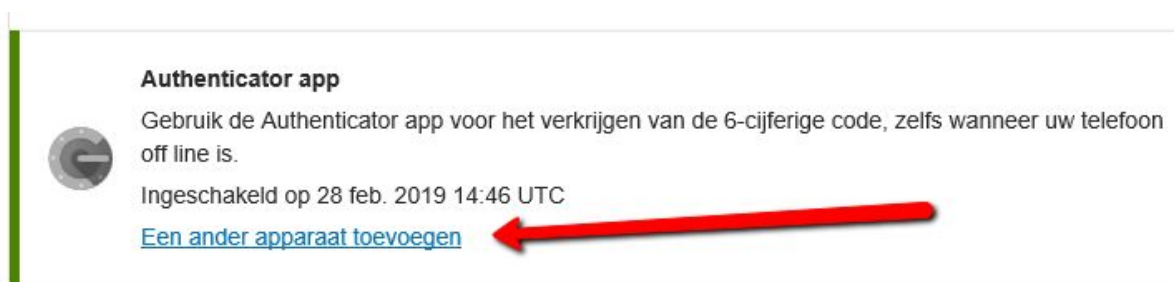 Authenticator app
Gebruik de Authenticator app voor het verkrijgen van de 6-cijferige code, zelfs wanneer uw telefoon
off line is.
Ingeschakeld op 28 feb. 2019 14:46 UTC
Een ander apparaat toevoegen